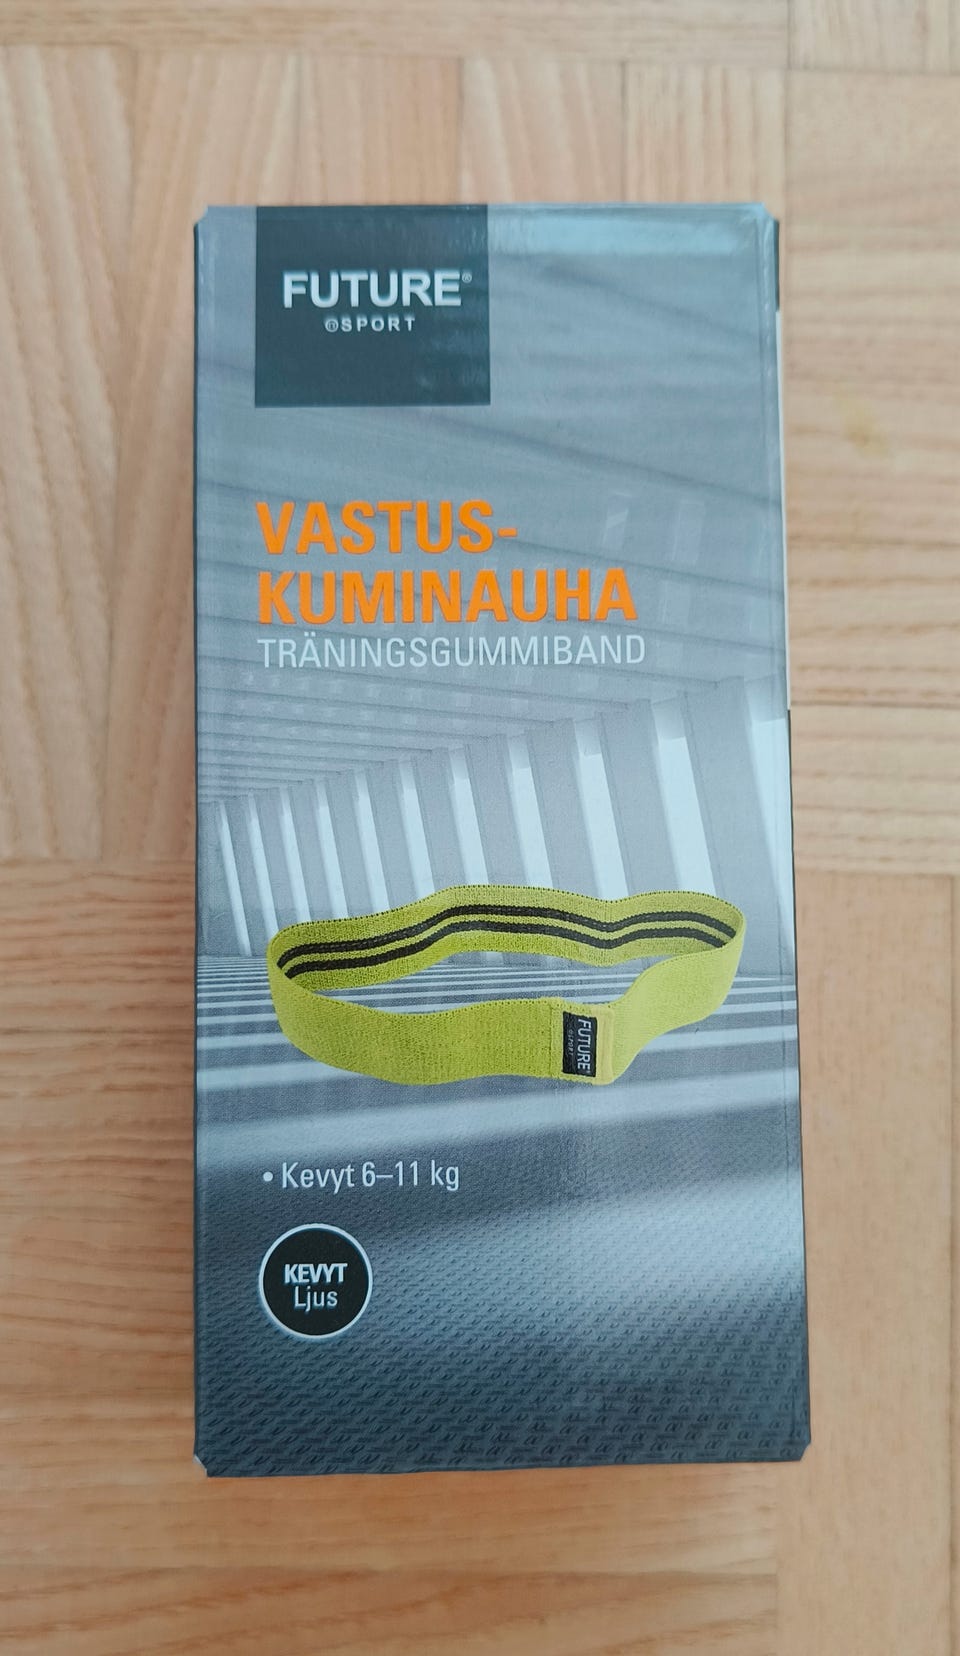 FUTURE®
@SPORT
VASTUS-
KUMINAUHA
TRÄNINGSGUMMIBAND
FUTURE
@SPORT
• Kevyt 6–11 kg
KEVYT
Ljus